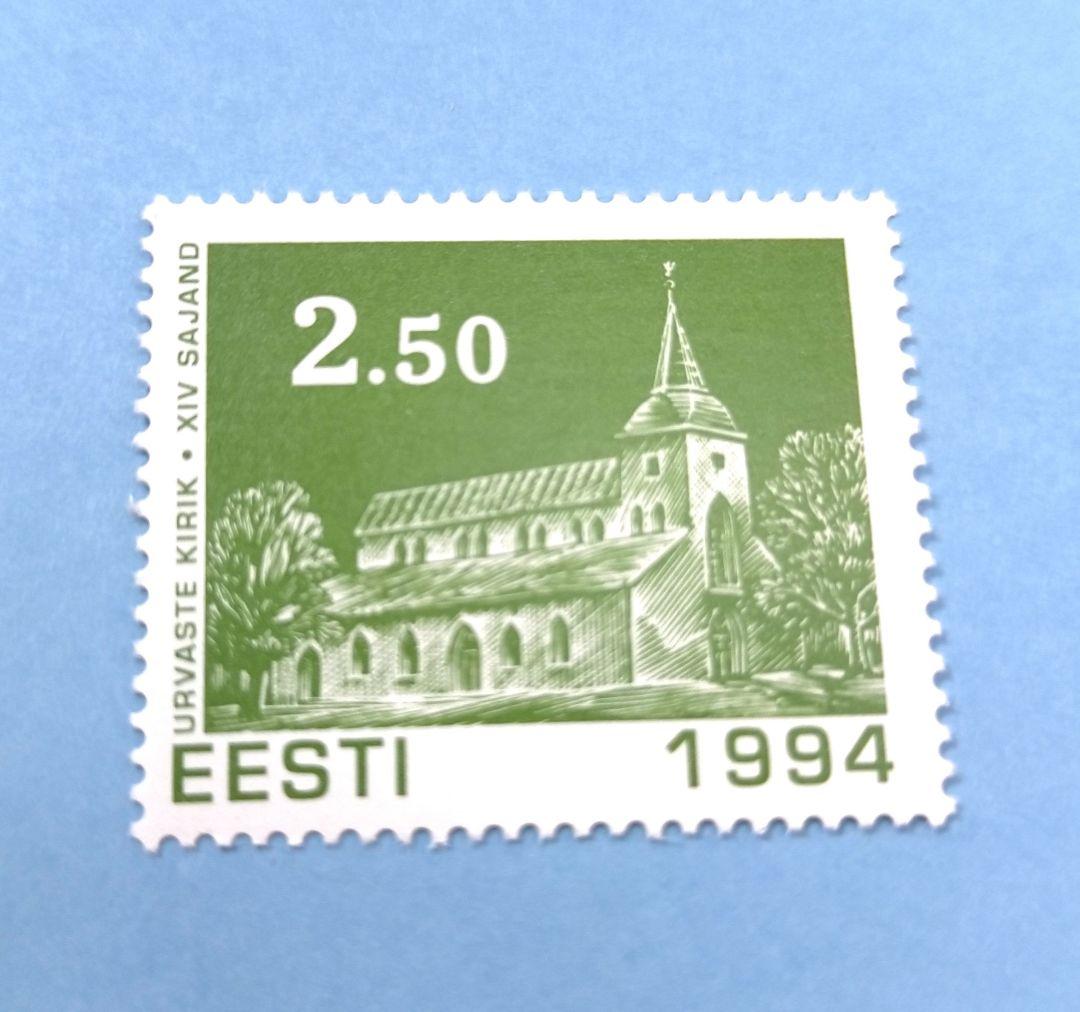 2.50
URVASTE KIRIK • XIV SAJAND
EESTI 1994